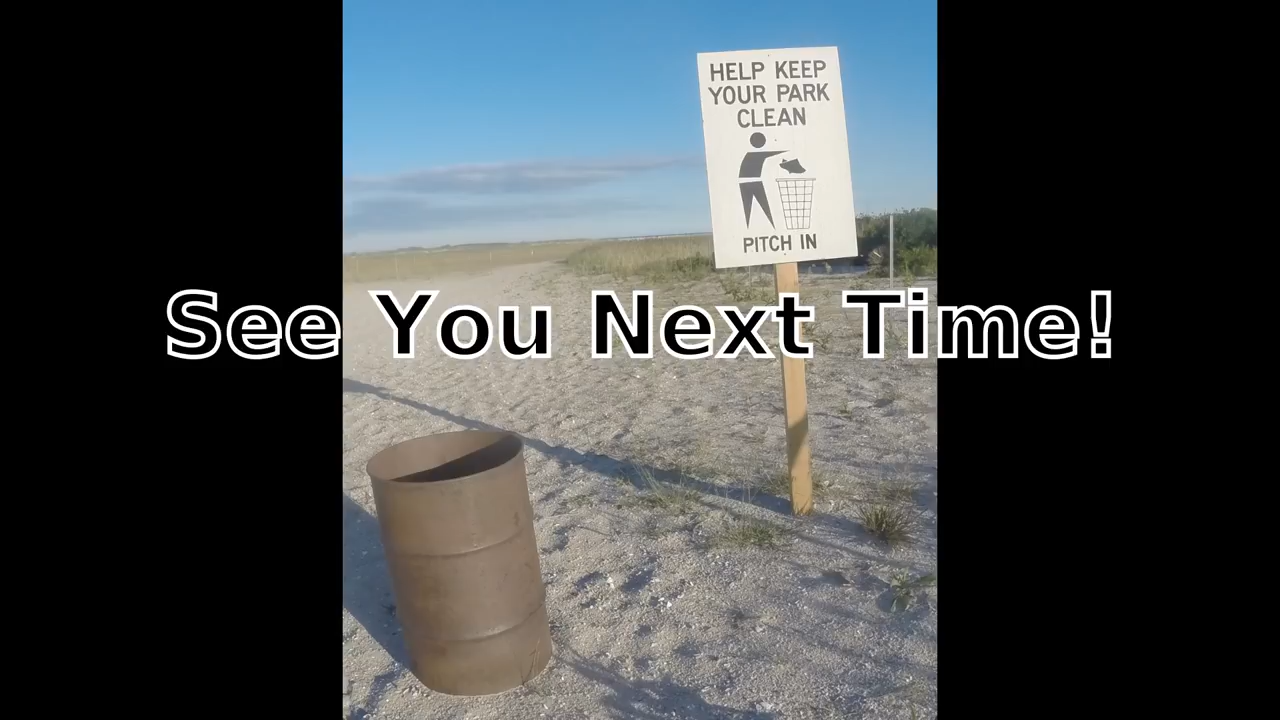 HELP KEEP
YOUR PARK
CLEAN
PITCH IN
See You Next Time!